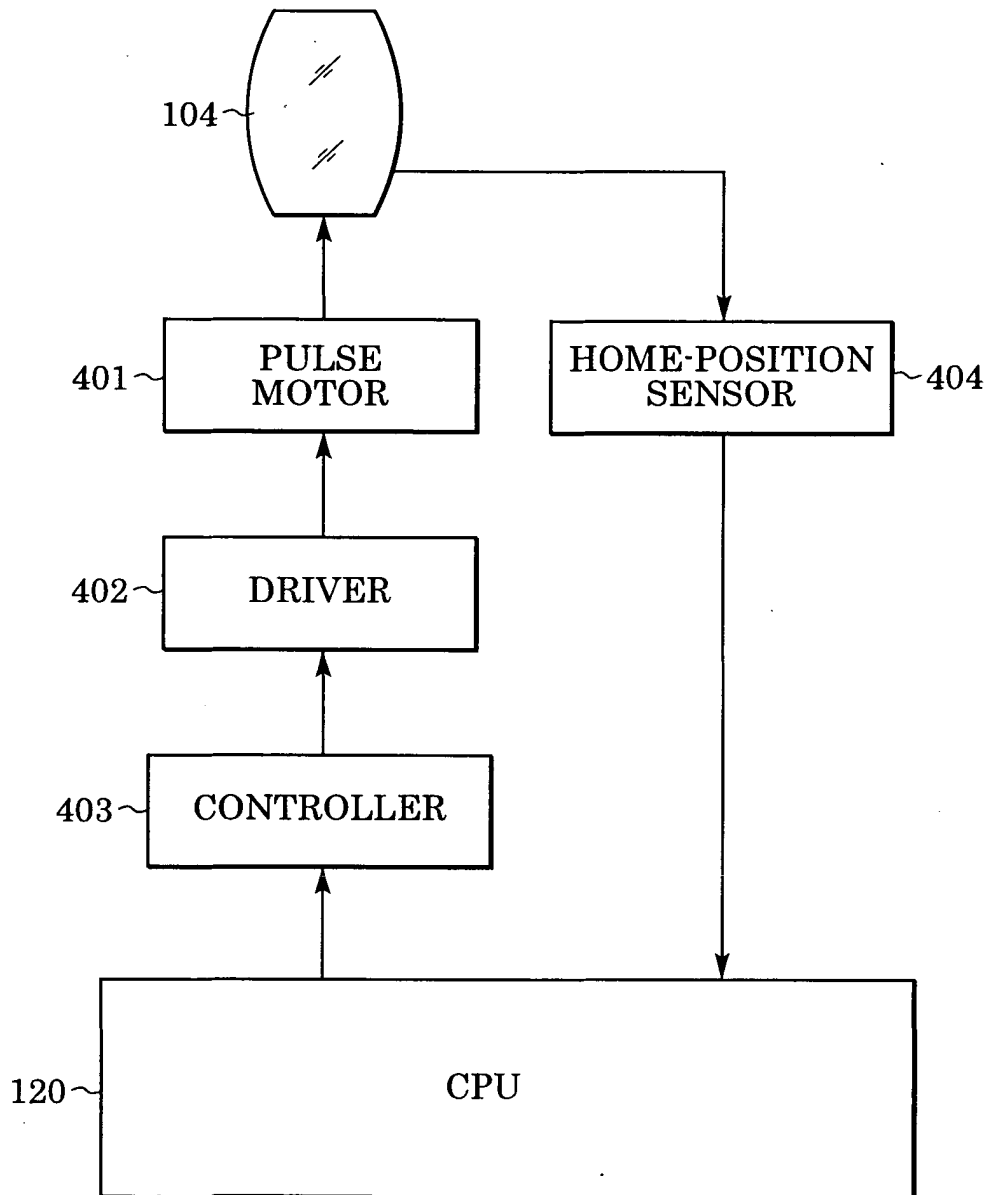 104
PULSE
MOTOR
401
HOME-POSITION
SENSOR
404
DRIVER
402
CONTROLLER
403
CPU
120